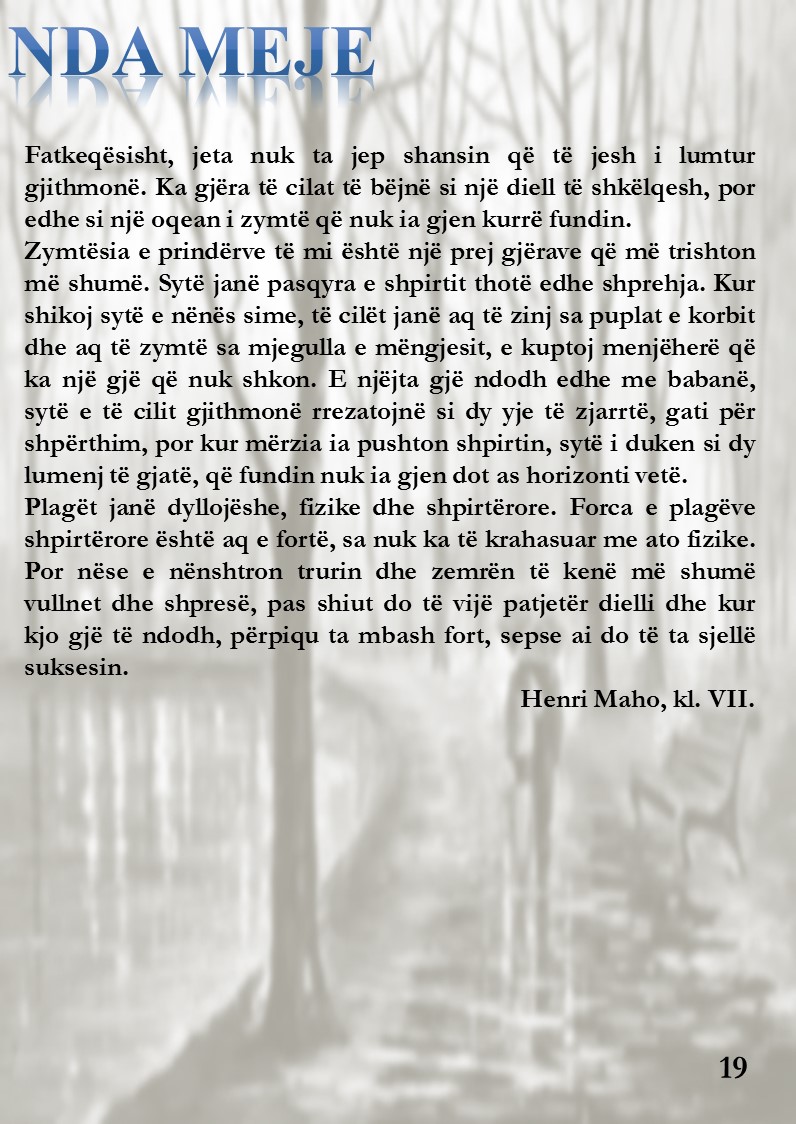 NDA MEJE
Fatkeqësisht, jeta nuk ta jep shansin që të jesh i lumtur
gjithmonë. Ka gjëra të cilat të bëjnë si një diell të shkëlqesh, por
edhe si një oqean i zymtë që nuk ia gjen kurrë fundin.
Zymtësia e prindërve të mi është një prej gjërave që më trishton
më shumë. Sytë janë pasqyra e shpirtit thotë edhe shprehja. Kur
shikoj sytë e nënës sime, të cilët janë aq të zinj sa puplat e korbit
dhe aq të zymtë sa mjegulla e mëngjesit, e kuptoj menjëherë që
ka një gjë që nuk shkon. E njëjta gjë ndodh edhe me babanë,
sytë e të cilit gjithmonë rrezatojnë si dy yje të zjarrtë, gati për
shpërthim, por kur mërzia ia pushton shpirtin, sytë i duken si dy
lumenj të gjatë, që fundin nuk ia gjen dot as horizonti vetë.
Plagët janë dyllojëshe, fizike dhe shpirtërore. Forca e plagëve
shpirtërore është aq e fortë, sa nuk ka të krahasuar me ato fizike.
Por nëse e nënshtron trurin dhe zemrën të kenë më shumë
vullnet dhe shpresë, pas shiut do të vijë patjetër dielli dhe kur
kjo gjë të ndodh, përpiqu ta mbash fort, sepse ai do të ta sjellë
suksesin.
Henri Maho, kl. VII.
19